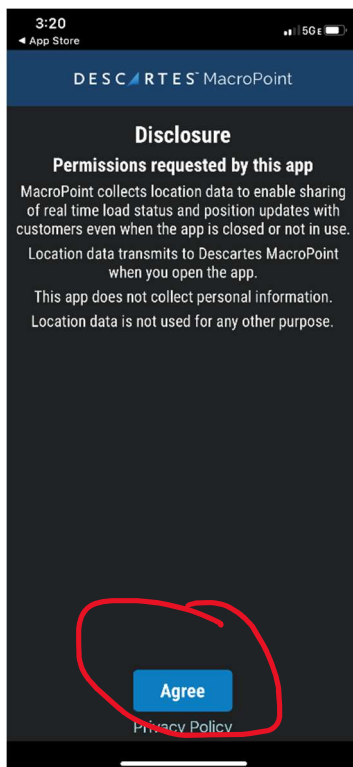 3:20
5GE
◀ App Store
DESCARTES™ MacroPoint
Disclosure
Permissions requested by this app
MacroPoint collects location data to enable sharing
of real time load status and position updates with
customers even when the app is closed or not in use.
Location data transmits to Descartes MacroPoint
when you open the app.
This app does not collect personal information.
Location data is not used for any other purpose.
Agree
Privacy Policy